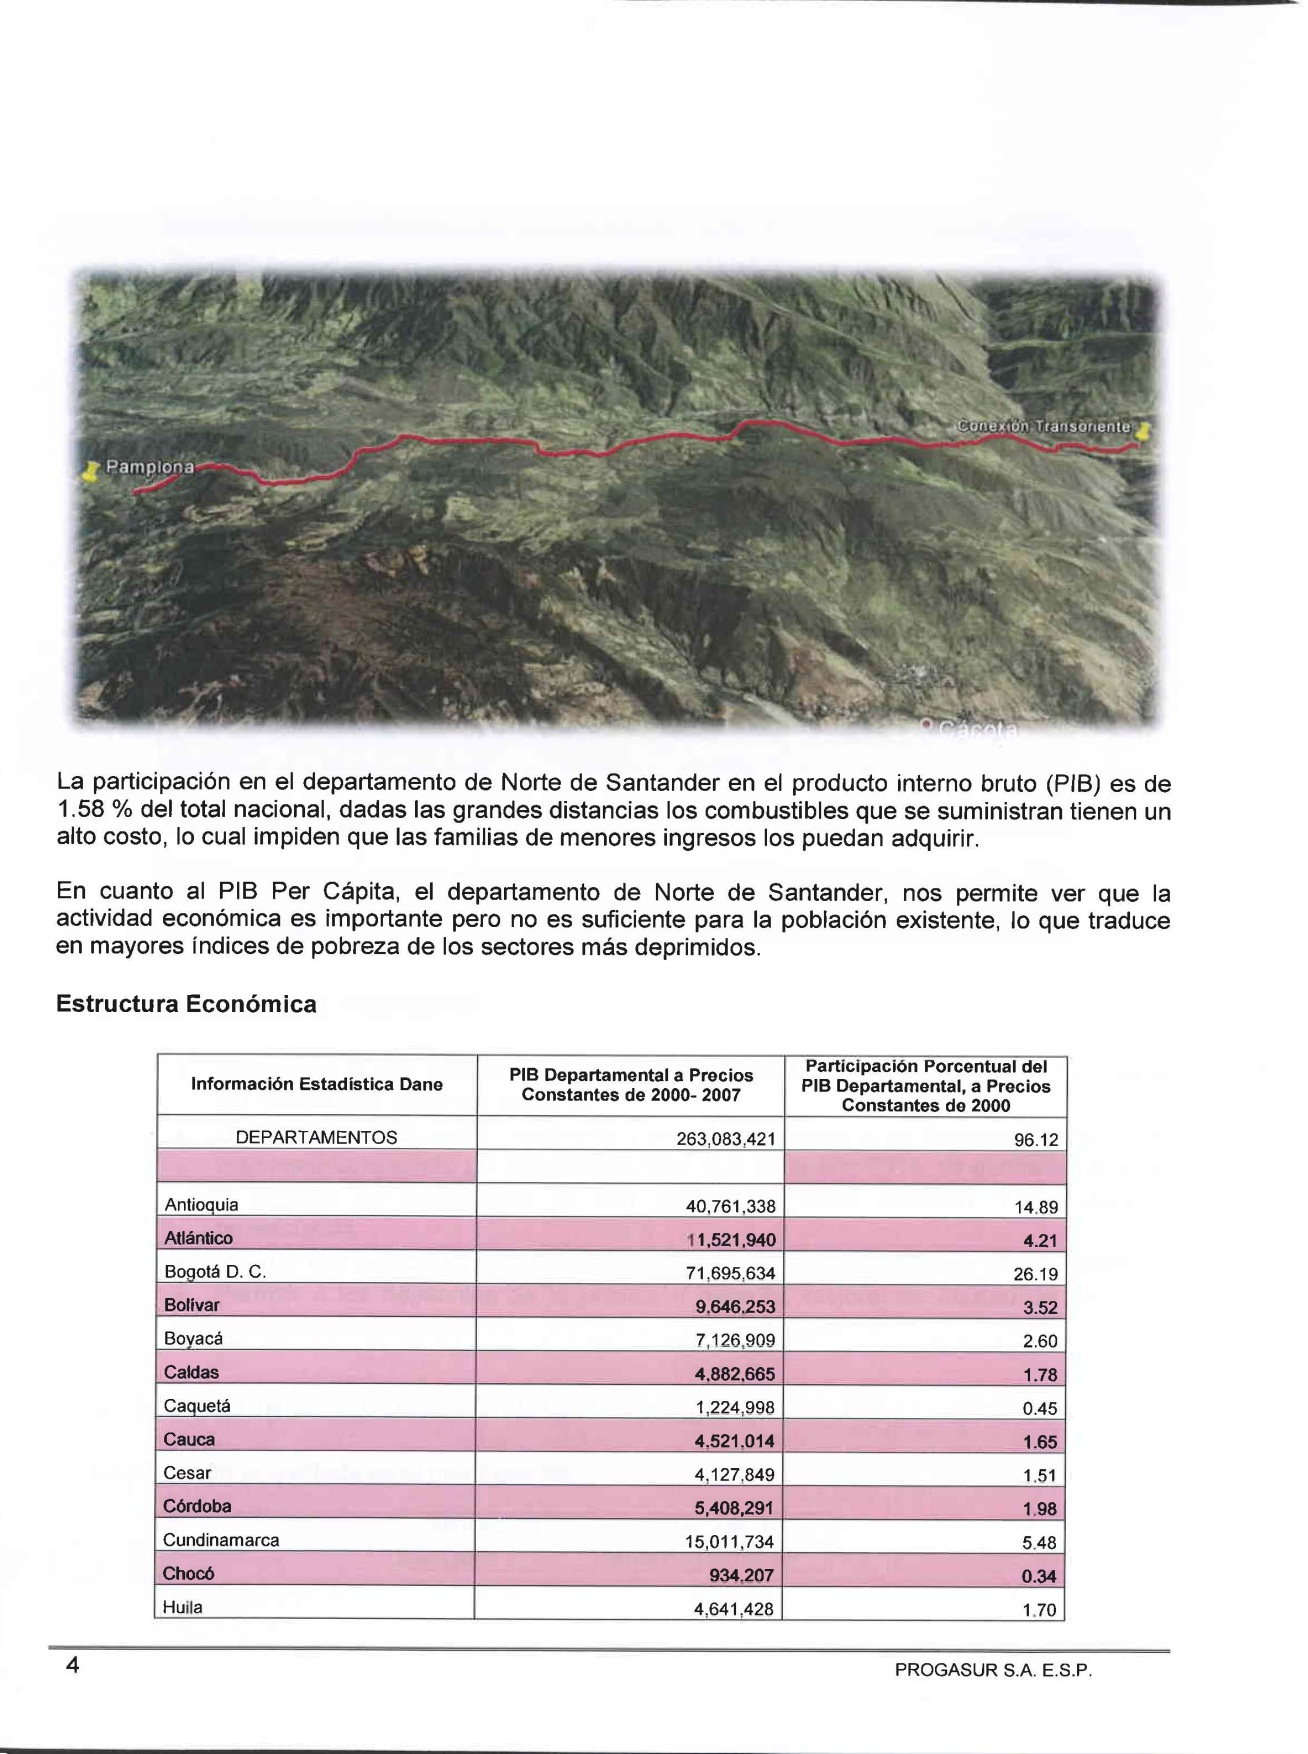 Conexión Transoriente
Pamplona
Cácota
La participación en el departamento de Norte de Santander en el producto interno bruto (PIB) es de
1.58 % del total nacional, dadas las grandes distancias los combustibles que se suministran tienen un
alto costo, lo cual impiden que las familias de menores ingresos los puedan adquirir.
En cuanto al PIB Per Cápita, el departamento de Norte de Santander, nos permite ver que la
actividad económica es importante pero no es suficiente para la población existente, lo que traduce
en mayores índices de pobreza de los sectores más deprimidos.
Estructura Económica
Información Estadística Dane
PIB Departamental a Precios
Constantes de 2000- 2007
Participación Porcentual del
PIB Departamental, a Precios
Constantes de 2000
DEPARTAMENTOS 263,083,421 96.12
Antioquia 40,761,338 14.89
Atlántico 11,521,940 4.21
Bogotá D. C. 71,695,634 26.19
Bolívar 9,646,253 3.52
Boyacá 7,126,909 2.60
Caldas 4,882,665 1.78
Caquetá 1,224,998 0.45
Cauca 4,521,014 1.65
Cesar 4,127,849 1.51
Córdoba 5,408,291 1.98
Cundinamarca 15,011,734 5.48
Chocó 934,207 0.34
Huila 4,641,428 1.70
4 PROGASUR S.A. E.S.P.